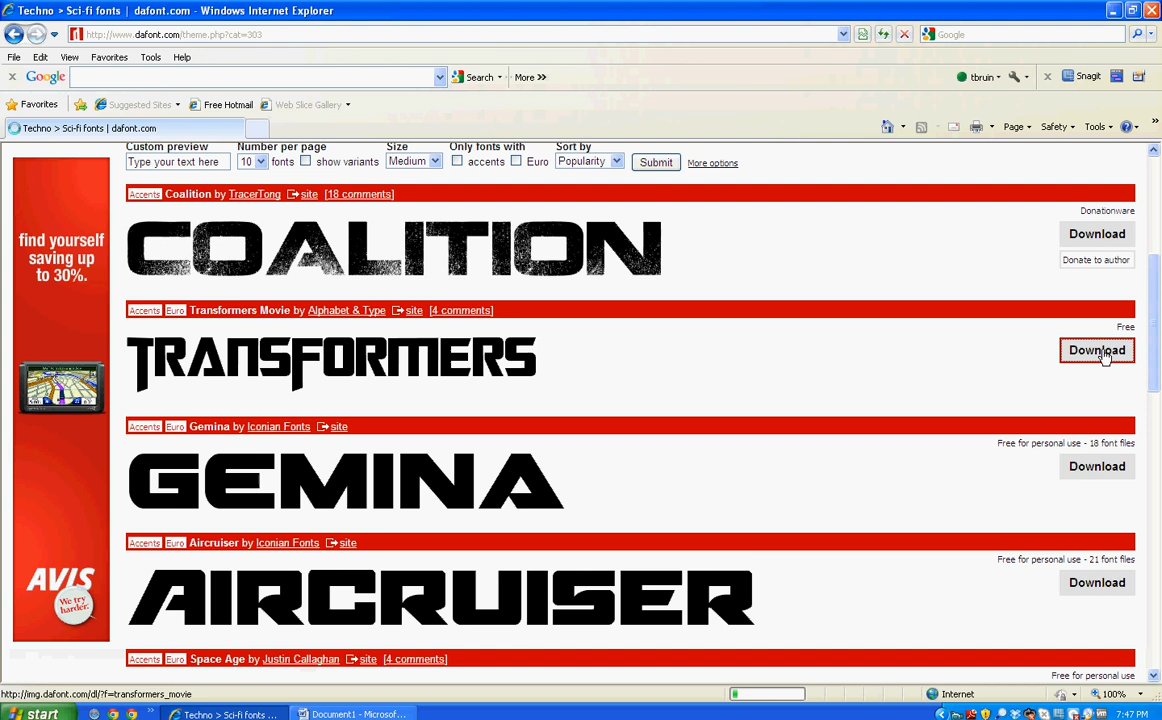 Techno > Sci-fi fonts | dafont.com - Windows Internet Explorer
http://www.dafont.com/theme.php?cat=303
Google
File Edit View Favorites Tools Help
x Google Search More >> tbruin x Snagit
Favorites Suggested Sites Free Hotmail Web Slice Gallery
Techno > Sci-fi fonts | dafont.com
Page Safety Tools
Custom preview Number per page Size Only fonts with Sort by
Type your text here 10 fonts show variants Medium accents Euro Popularity Submit More options
Accents Coalition by TracerTong site [18 comments]
Donationware
COALITION
Download
Donate to author
find yourself
saving up
to 30%.
Accents Euro Transformers Movie by Alphabet & Type site [4 comments]
Free
TRANSFORMERS
Download
Accents Euro Gemina by Iconian Fonts site
Free for personal use - 18 font files
GEMINA
Download
Accents Euro Aircruiser by Iconian Fonts site
Free for personal use - 21 font files
AIRCRUISER
Download
AVIS
We try
harder.
Accents Euro Space Age by Justin Callaghan site [4 comments]
Free for personal use
http://img.dafont.com/dl/?f=transformers_movie Internet 100%
start Techno > Sci-fi fonts ... Document1 - Microsof... 7:47 PM